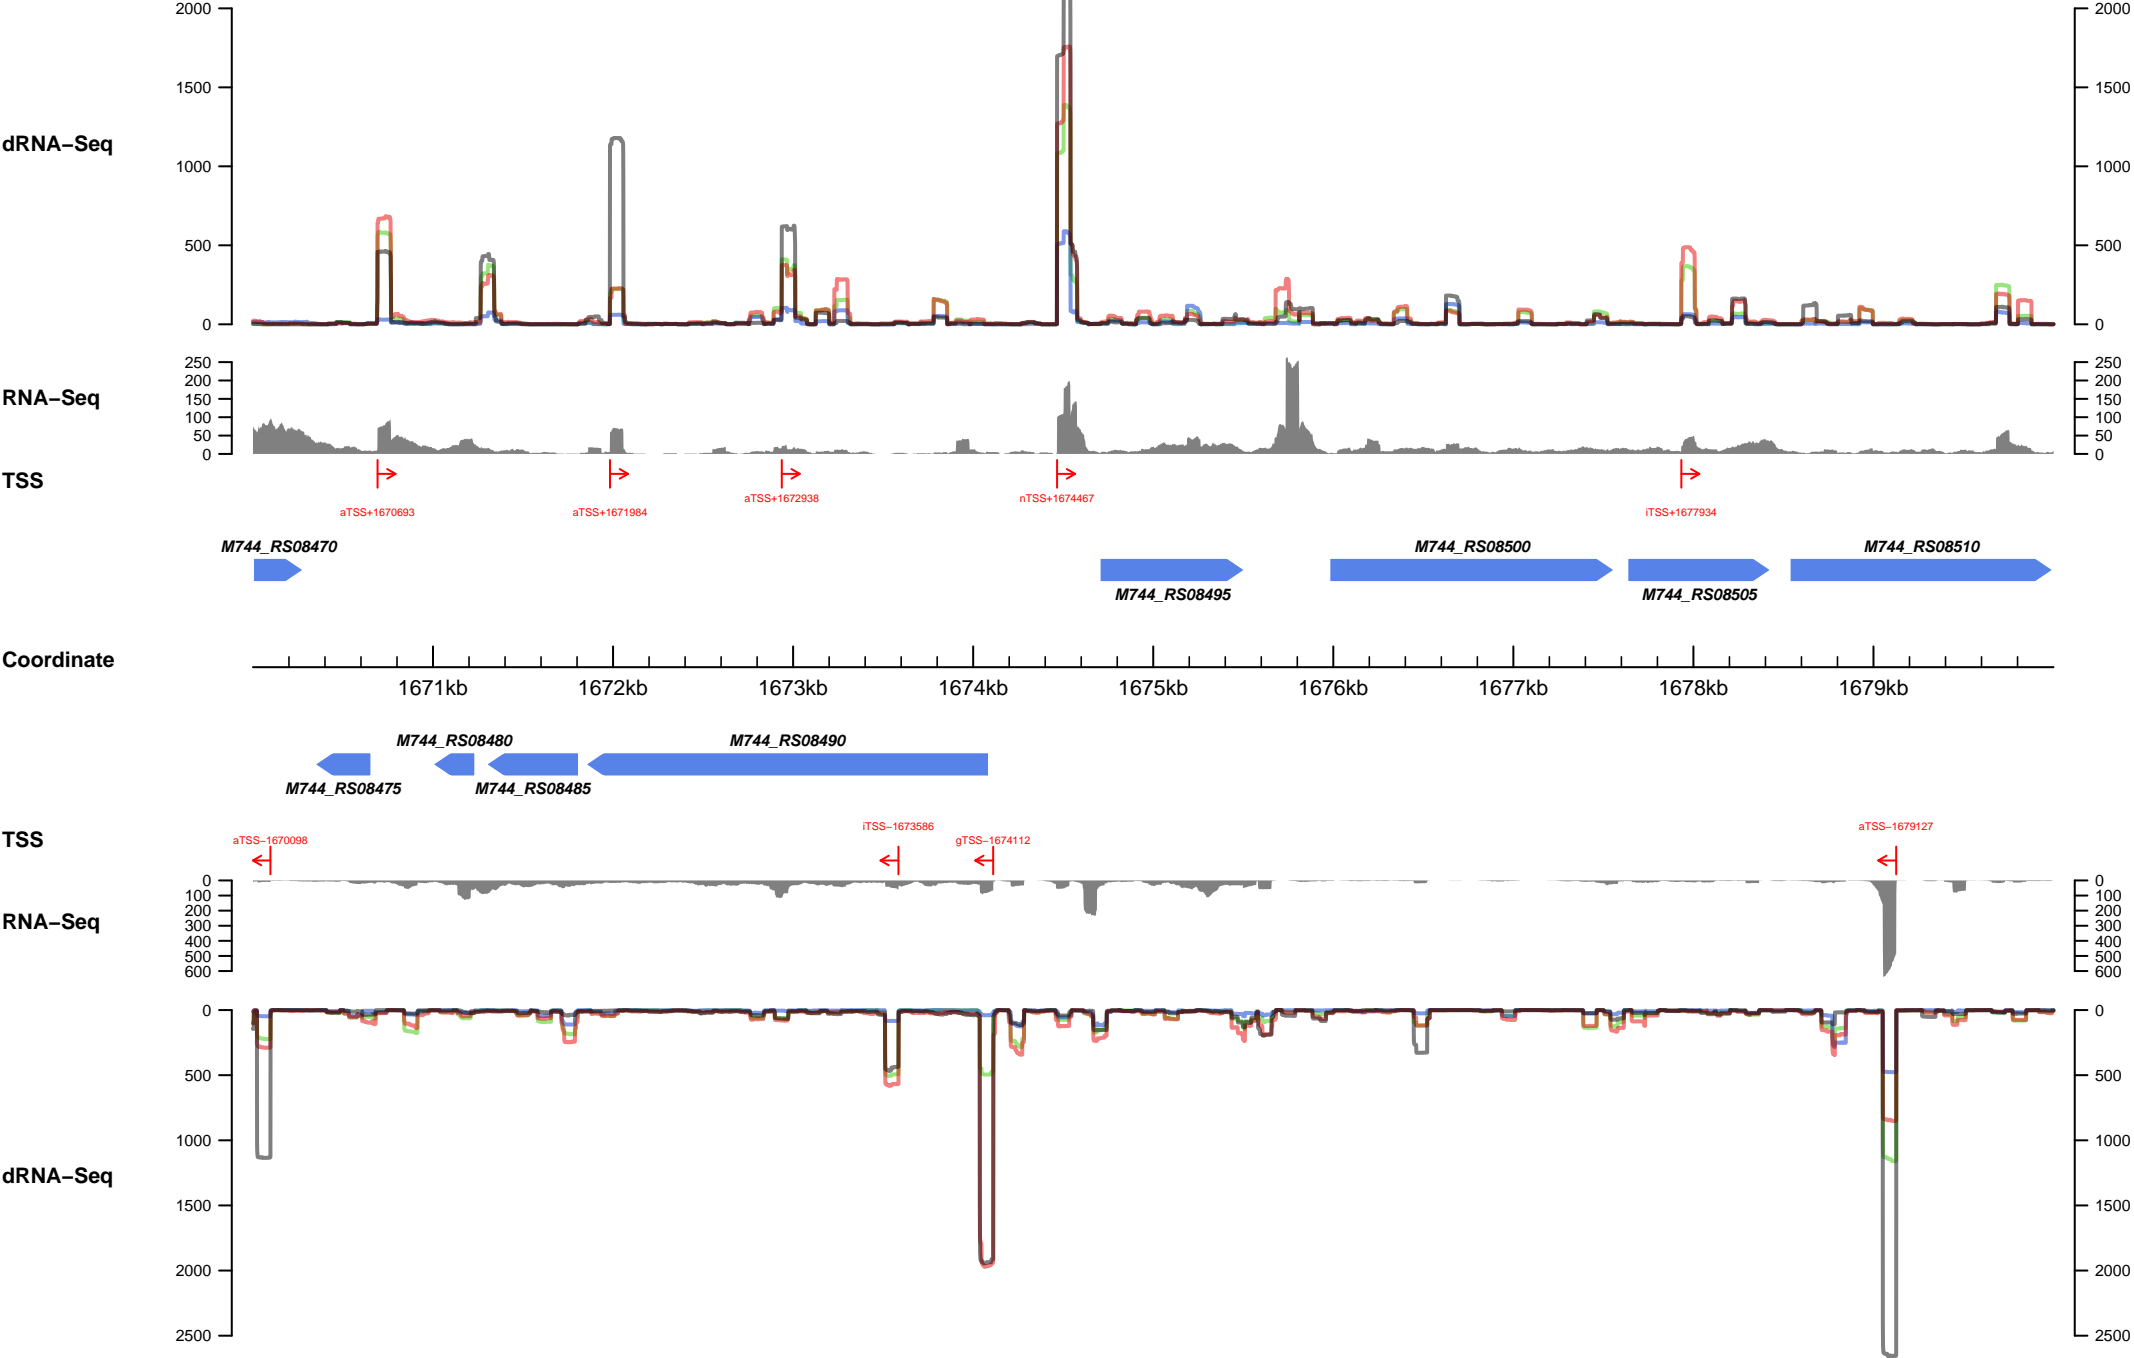 2000 2000
1500 1500
dRNA–Seq
1000 1000
500 500
0 0
250 250
200 200
RNA–Seq
150 150
100 100
50 50
0 0
TSS
aTSS+1672938 nTSS+1674467
aTSS+1670693 aTSS+1671984 iTSS+1677934
M744_RS08470 M744_RS08500 M744_RS08510
M744_RS08495 M744_RS08505
Coordinate
1671kb 1672kb 1673kb 1674kb 1675kb 1676kb 1677kb 1678kb 1679kb
M744_RS08480 M744_RS08490
M744_RS08475 M744_RS08485
TSS
iTSS–1673586 aTSS–1679127
aTSS–1670098 gTSS–1674112
0 0
100 100
200 200
RNA–Seq
300 300
400 400
500 500
600 600
0 0
500 500
1000 1000
dRNA–Seq
1500 1500
2000 2000
2500 2500